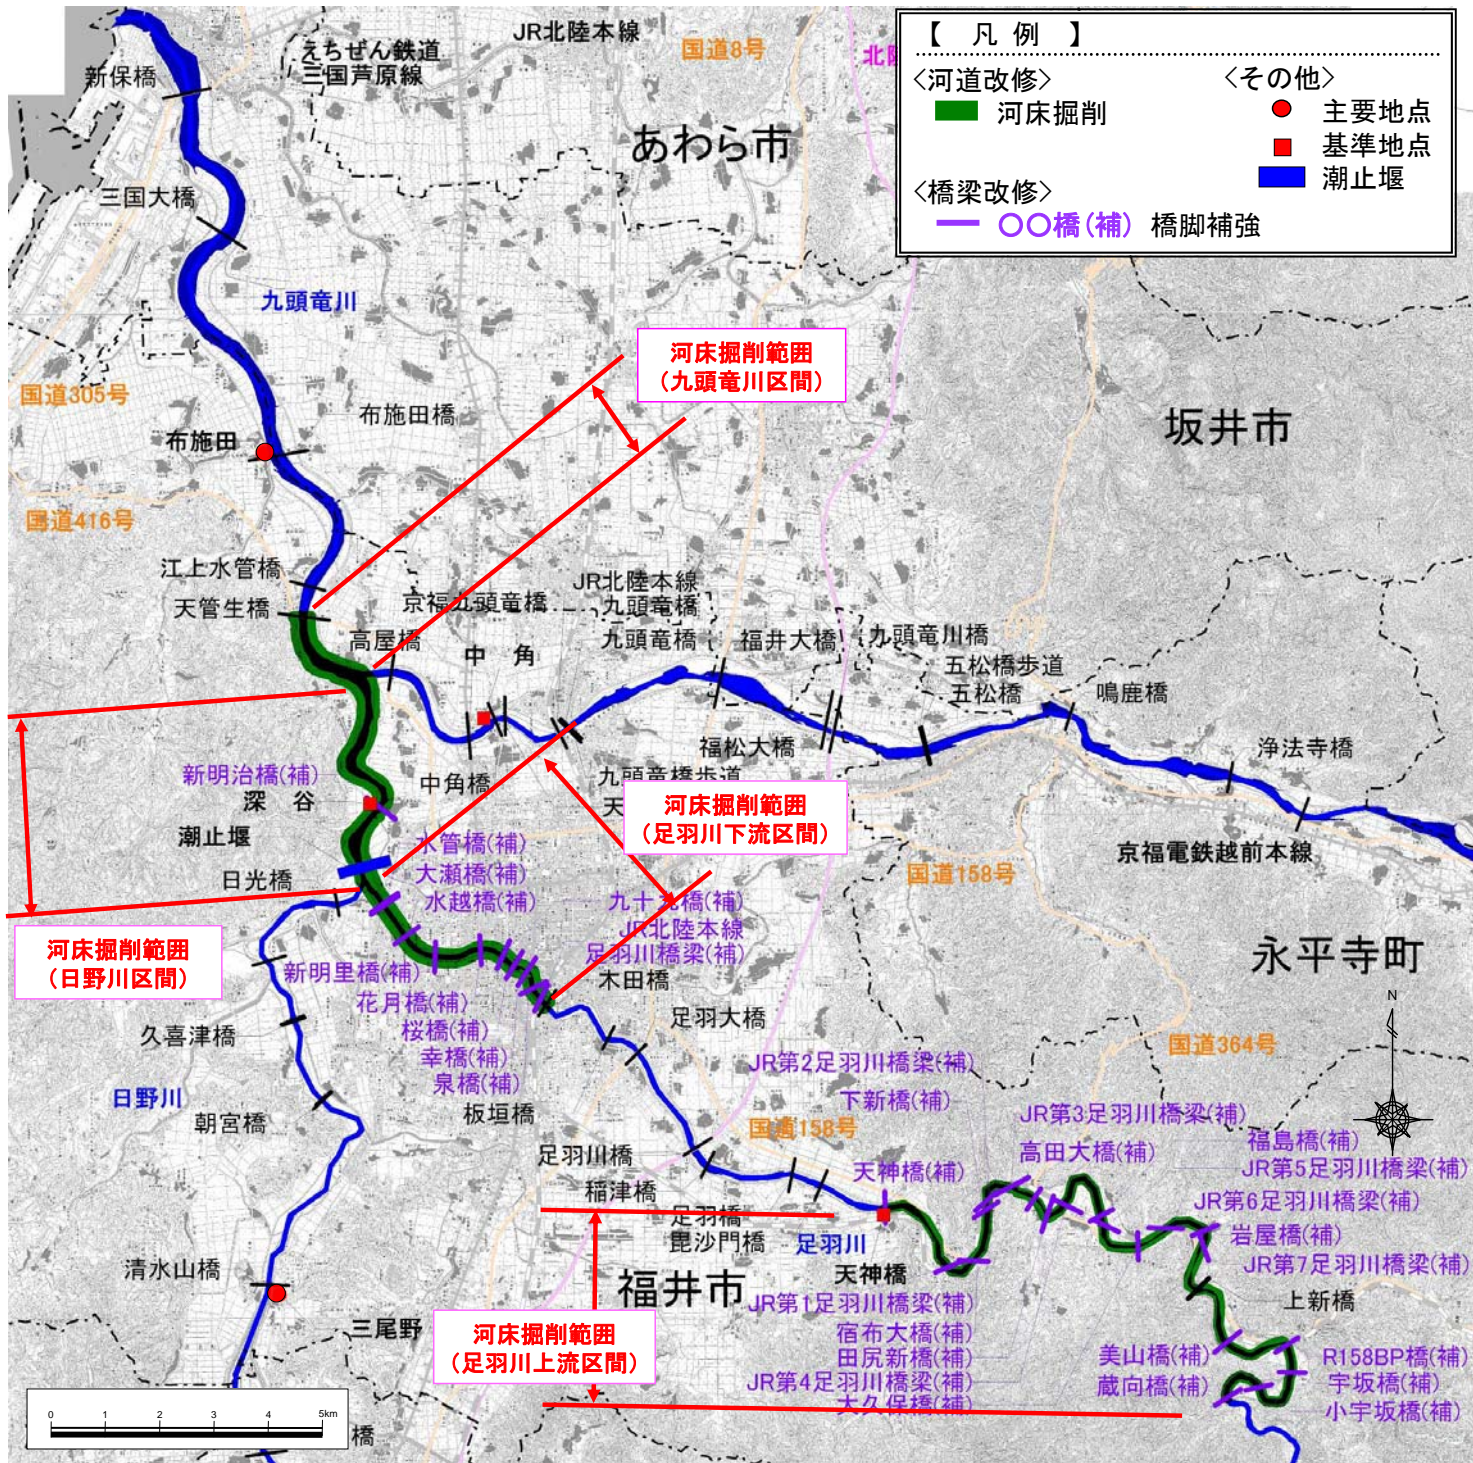 【 凡 例 】
<河道改修>
河床掘削
<橋梁改修>
〇〇橋(補) 橋脚補強
<その他>
主要地点
基準地点
潮止堰
えちぜん鉄道
三国芦原線
JR北陸本線
国道8号
新保橋
あわら市
三国大橋
九頭竜川
河床掘削範囲
(九頭竜川区間)
国道305号
布施田橋
布施田
坂井市
国道416号
江上水管橋
天菅生橋
京福九頭竜橋
JR北陸本線
九頭竜橋
高屋橋
中 角
九頭竜橋
福井大橋
九頭竜川橋
五松橋歩道
五松橋
鳴鹿橋
福松大橋
浄法寺橋
新明治橋(補)
深 谷
中角橋
九頭竜橋歩道
河床掘削範囲
(足羽川下流区間)
潮止堰
水管橋(補)
大瀬橋(補)
水越橋(補)
日光橋
京福電鉄越前本線
国道158号
九十九橋(補)
JR北陸本線
足羽川橋梁(補)
河床掘削範囲
(日野川区間)
新明里橋(補)
花月橋(補)
桜橋(補)
幸橋(補)
泉橋(補)
木田橋
足羽大橋
永平寺町
N
久喜津橋
国道364号
日野川
朝宮橋
板垣橋
JR第2足羽川橋梁(補)
下新橋(補)
JR第3足羽川橋梁(補)
高田大橋(補)
福島橋(補)
JR第5足羽川橋梁(補)
国道158号
足羽川橋
稲津橋
足羽橋
毘沙門橋
天神橋(補)
JR第6足羽川橋梁(補)
岩屋橋(補)
JR第7足羽川橋梁(補)
足羽川
天神橋
清水山橋
福井市
上新橋
JR第1足羽川橋梁(補)
宿布大橋(補)
田尻新橋(補)
JR第4足羽川橋梁(補)
大久保橋(補)
三尾野
河床掘削範囲
(足羽川上流区間)
美山橋(補)
蔵向橋(補)
R158BP橋(補)
宇坂橋(補)
小宇坂橋(補)
0 1 2 3 4 5km
橋